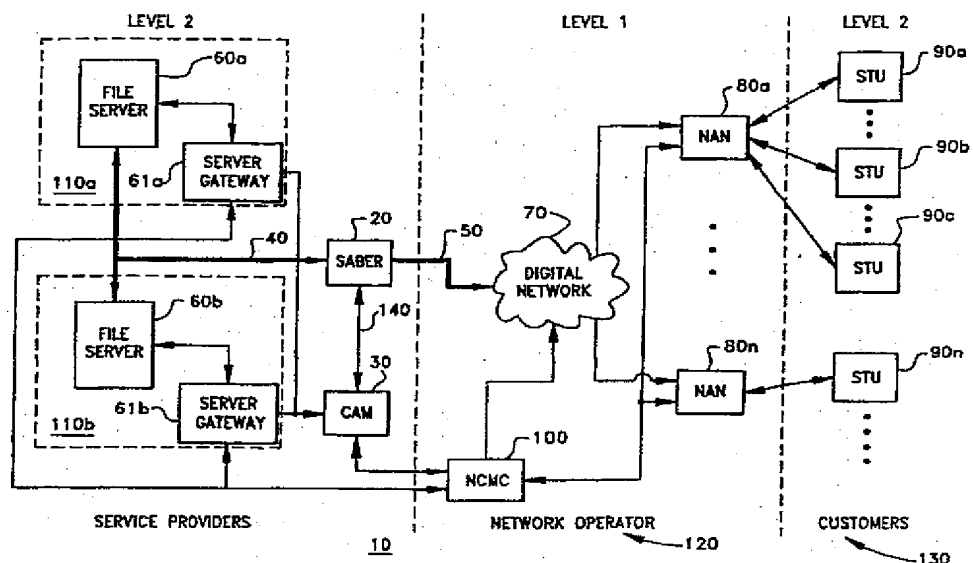 LEVEL 2
LEVEL 1
LEVEL 2
60a
FILE
SERVER
SERVER
GATEWAY
110a
61a
40
20
SABER
50
140
60b
FILE
SERVER
SERVER
GATEWAY
110b
61b
30
CAM
100
NCMC
70
DIGITAL
NETWORK
80a
NAN
80n
NAN
90a
STU
90b
STU
90c
STU
90n
STU
SERVICE PROVIDERS
10
NETWORK OPERATOR
120
CUSTOMERS
130